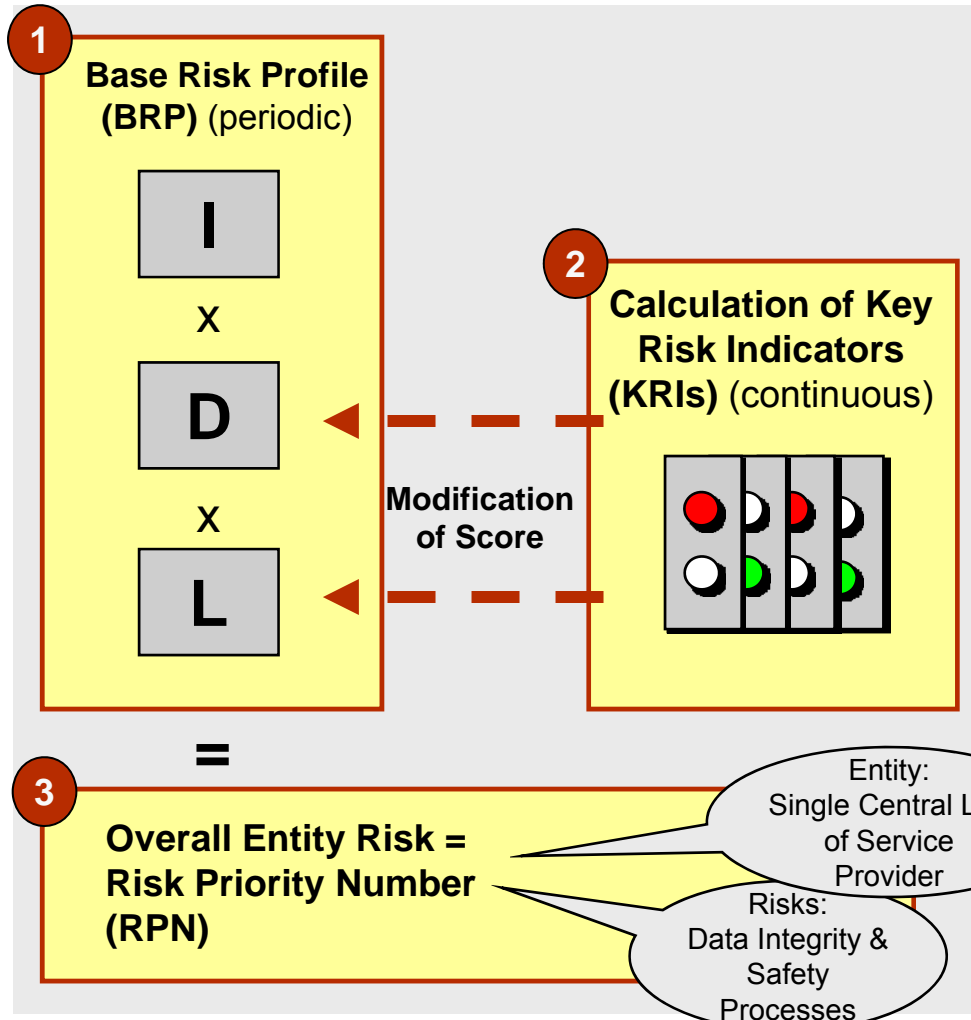 1
Base Risk Profile
(BRP) (periodic)
I
x
D
x
L
Modification
of Score
2
Calculation of Key
Risk Indicators
(KRIs) (continuous)
=
3
Overall Entity Risk =
Risk Priority Number
(RPN)
Entity:
Single Central L
of Service
Provider
Risks:
Data Integrity &
Safety
Processes